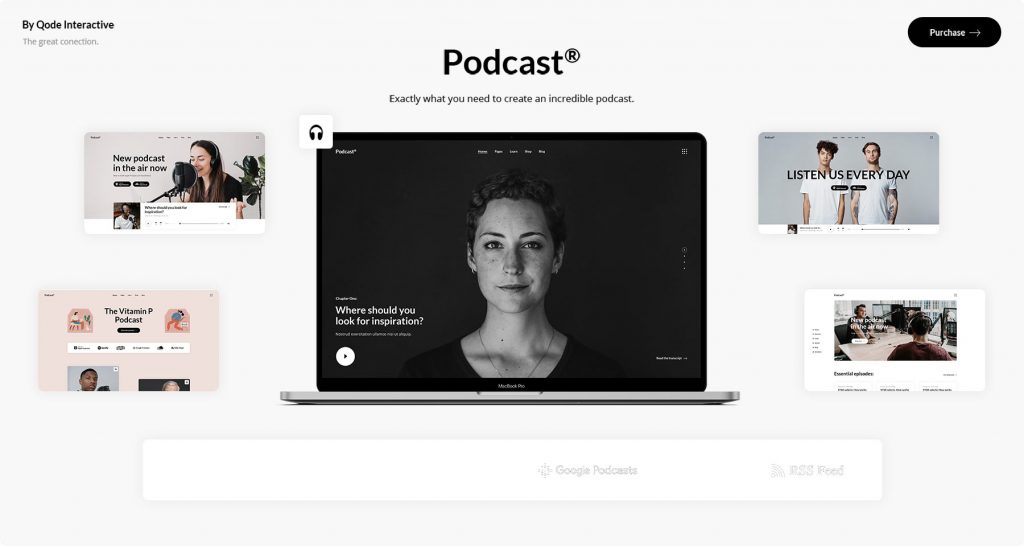 By Qode Interactive
The great conection.
Purchase
Podcast®
Exactly what you need to create an incredible podcast.
Podcast®
New podcast
in the air now
Where should you look for
inspiration?
Podcast®
Home Pages Learn Shop Blog
Chapter One:
Where should you
look for inspiration?
Nostrud exercitation ullamco nisi ut aliquip.
Read the transcript
MacBook Pro
LISTEN US EVERY DAY
Podcast®
The Vitamin P
Podcast
Podcast®
New podcast
in the air now
Essential episodes:
Google Podcasts
RSS Feed